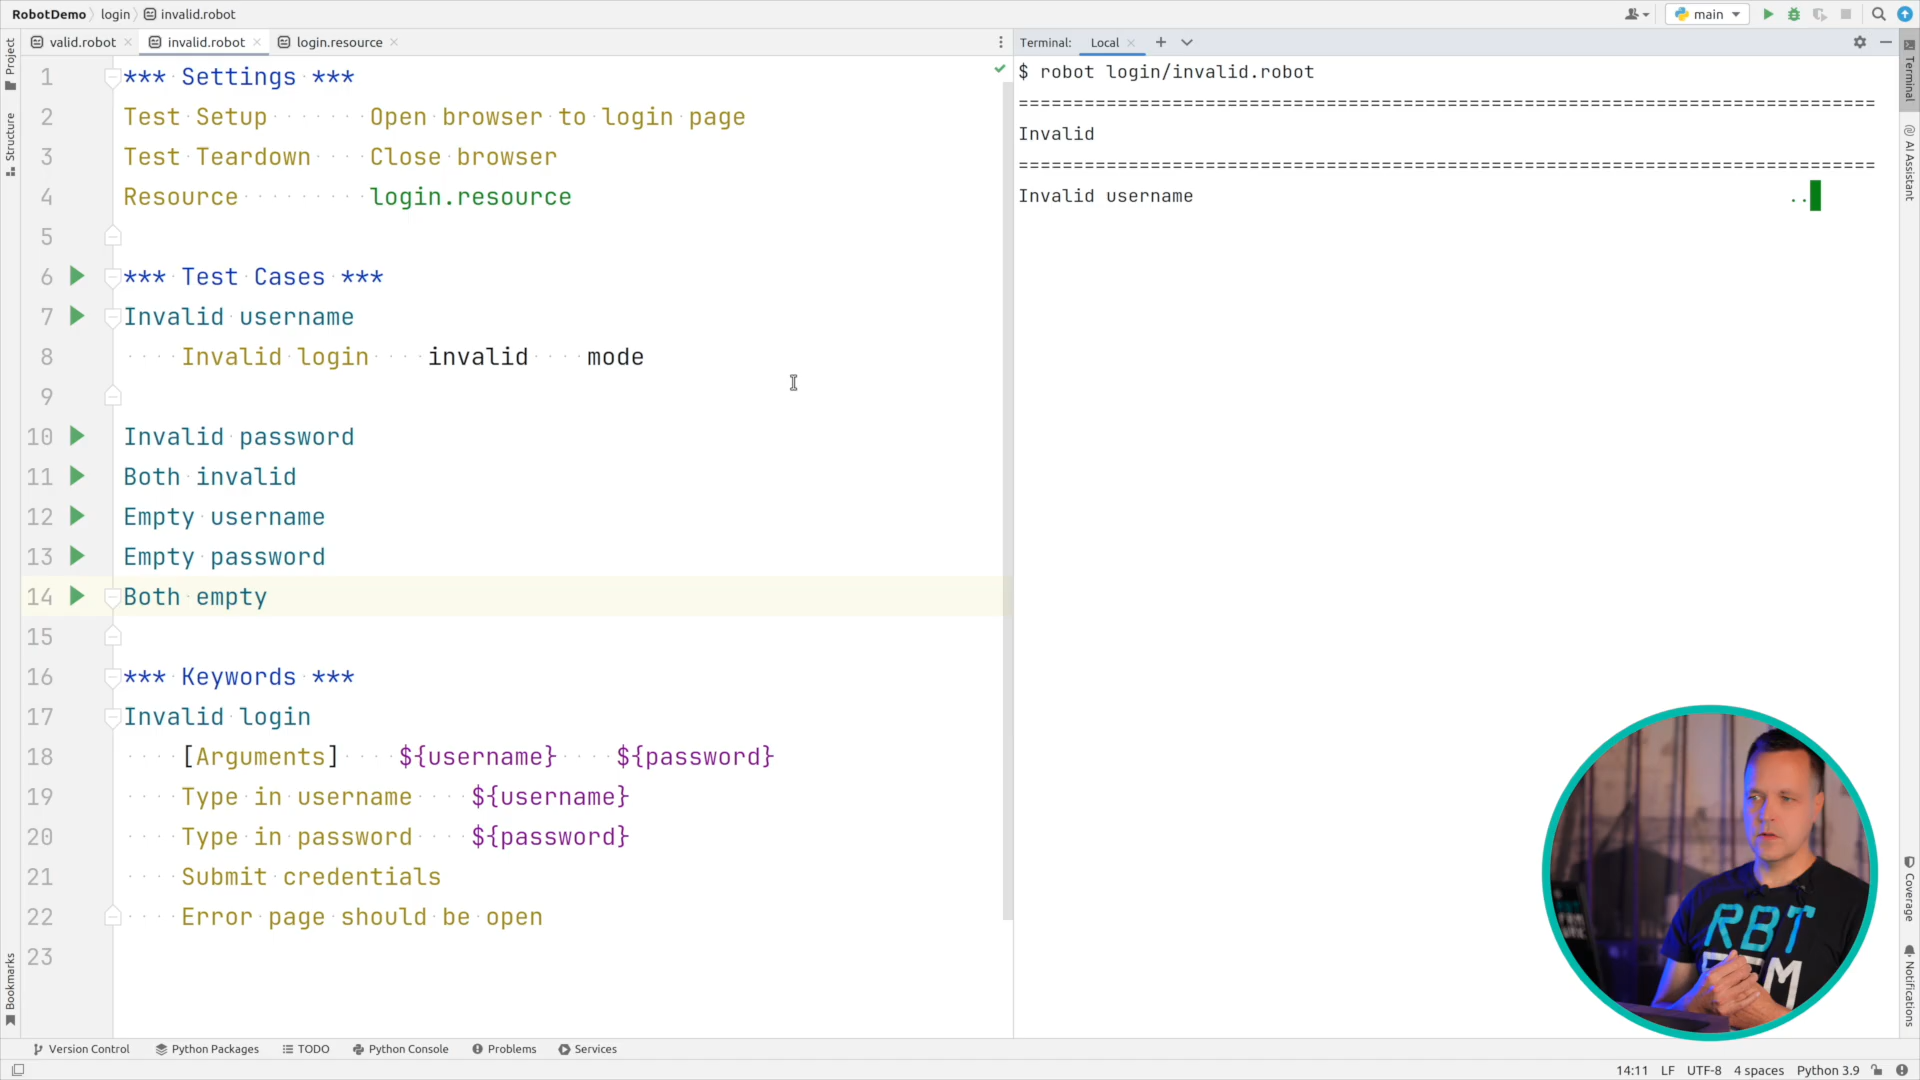 RobotDemo login invalid.robot main
Project
valid.robot invalid.robot login.resource
Terminal: Local
1 *** Settings ***
2 Test Setup Open browser to login page
3 Test Teardown Close browser
4 Resource login.resource
5
6 *** Test Cases ***
7 Invalid username
8 Invalid login invalid mode
9
10 Invalid password
11 Both invalid
12 Empty username
13 Empty password
14 Both empty
15
16 *** Keywords ***
17 Invalid login
18 [Arguments] ${username} ${password}
19 Type in username ${username}
20 Type in password ${password}
21 Submit credentials
22 Error page should be open
23
$ robot login/invalid.robot
==============================================================================
Invalid
==============================================================================
Invalid username ..
Structure
Bookmarks
Terminal
AI Assistant
Coverage
Notifications
RBT
Version Control Python Packages TODO Python Console Problems Services
14:11 LF UTF-8 4 spaces Python 3.9